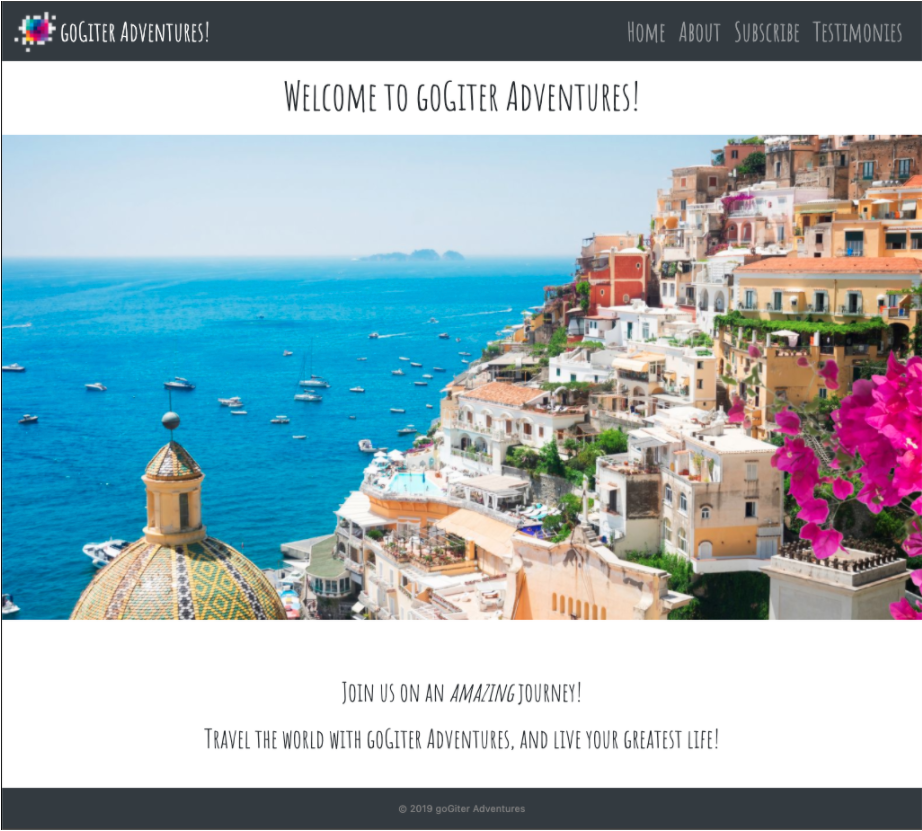 goGiter Adventures!
Home About Subscribe Testimonies
Welcome to goGiter Adventures!
Join us on an amazing journey!
Travel the world with goGiter Adventures, and live your greatest life!
© 2019 goGiter Adventures